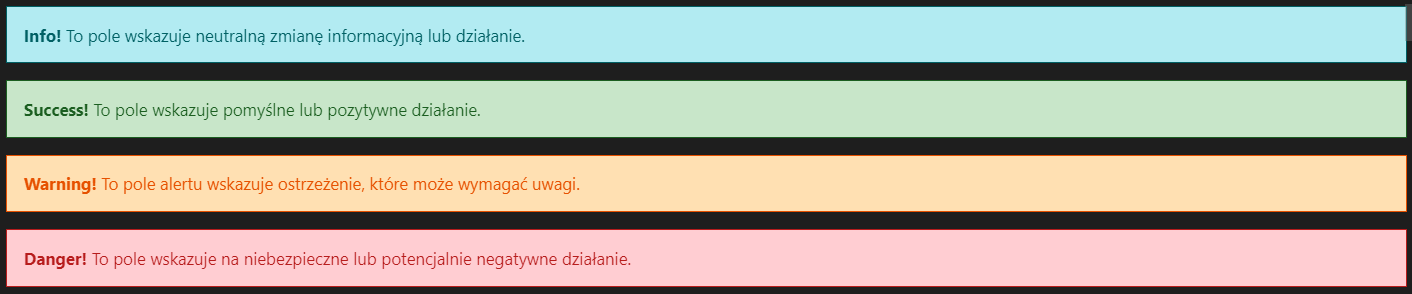 Info! To pole wskazuje neutralną zmianę informacyjną lub działanie.
Success! To pole wskazuje pomyślne lub pozytywne działanie.
Warning! To pole alertu wskazuje ostrzeżenie, które może wymagać uwagi.
Danger! To pole wskazuje na niebezpieczne lub potencjalnie negatywne działanie.